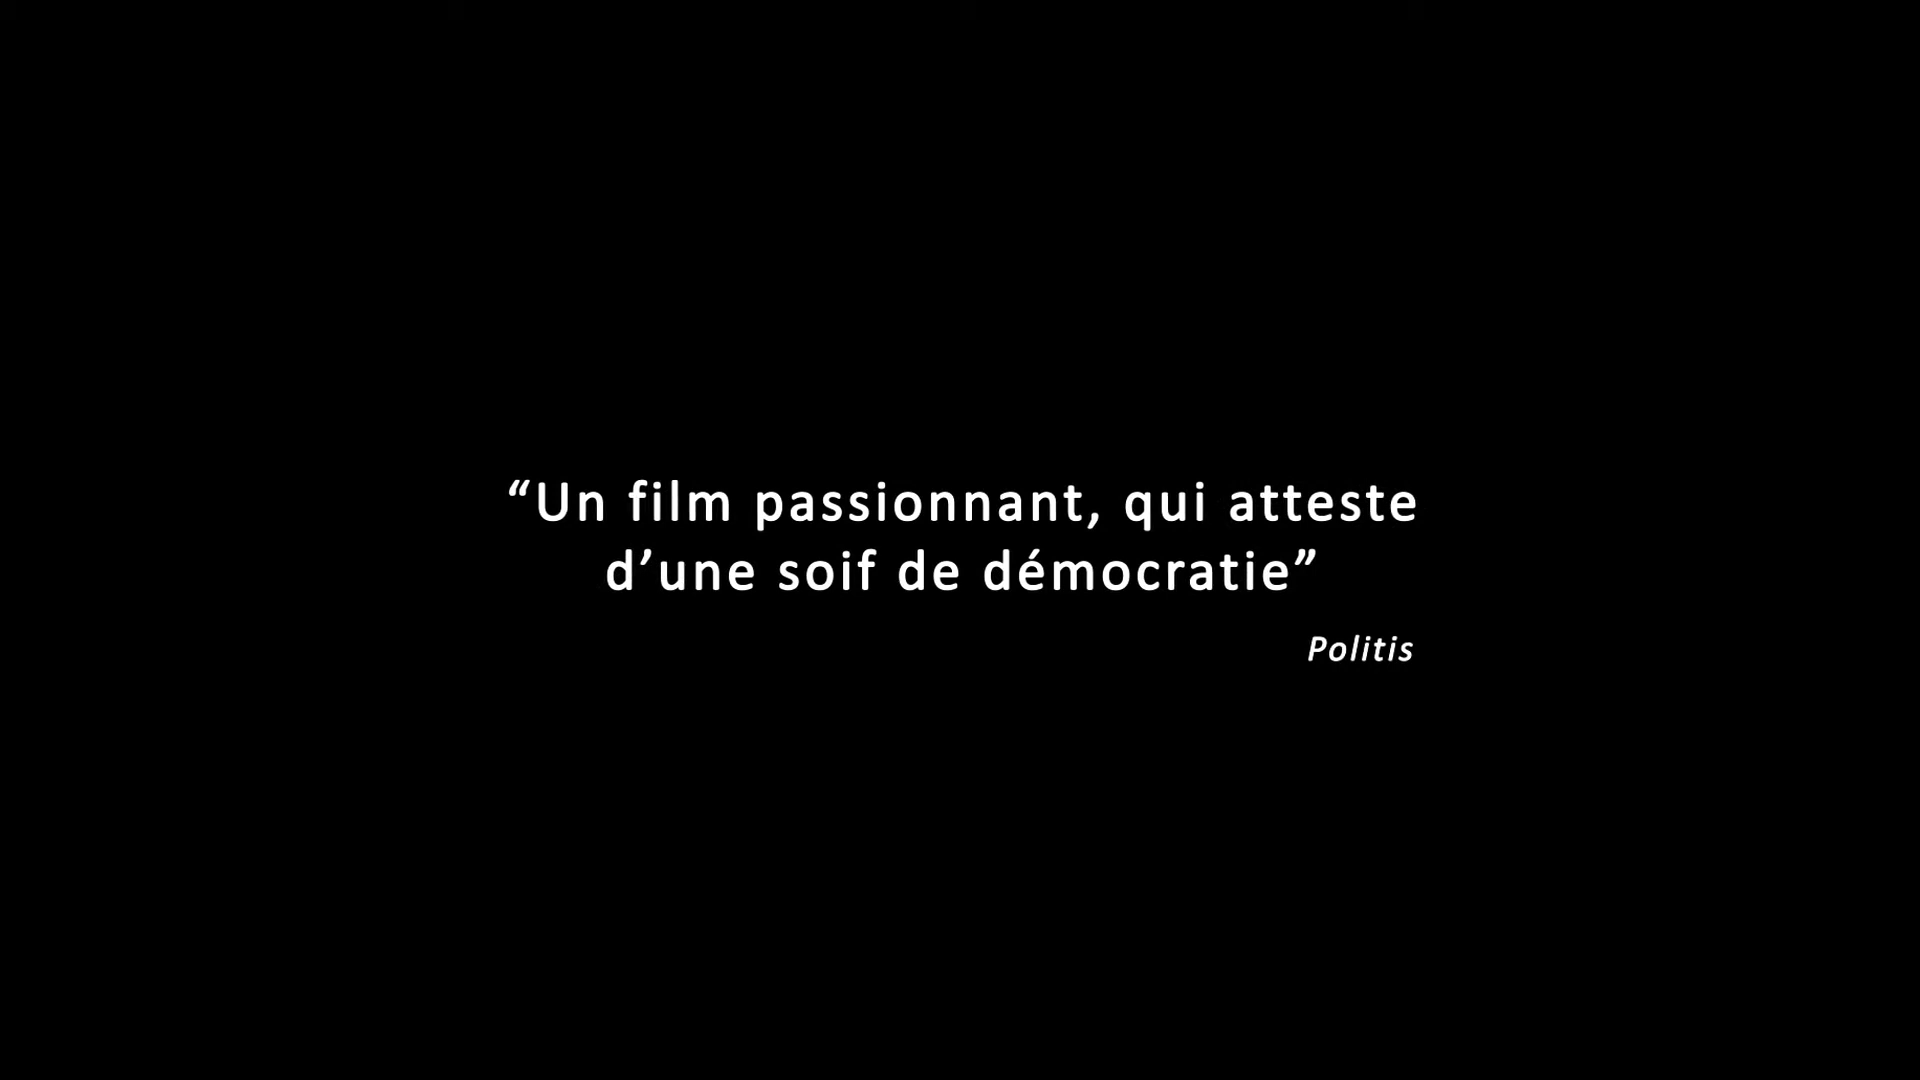 “Un film passionnant, qui atteste
d’une soif de démocratie”
Politis